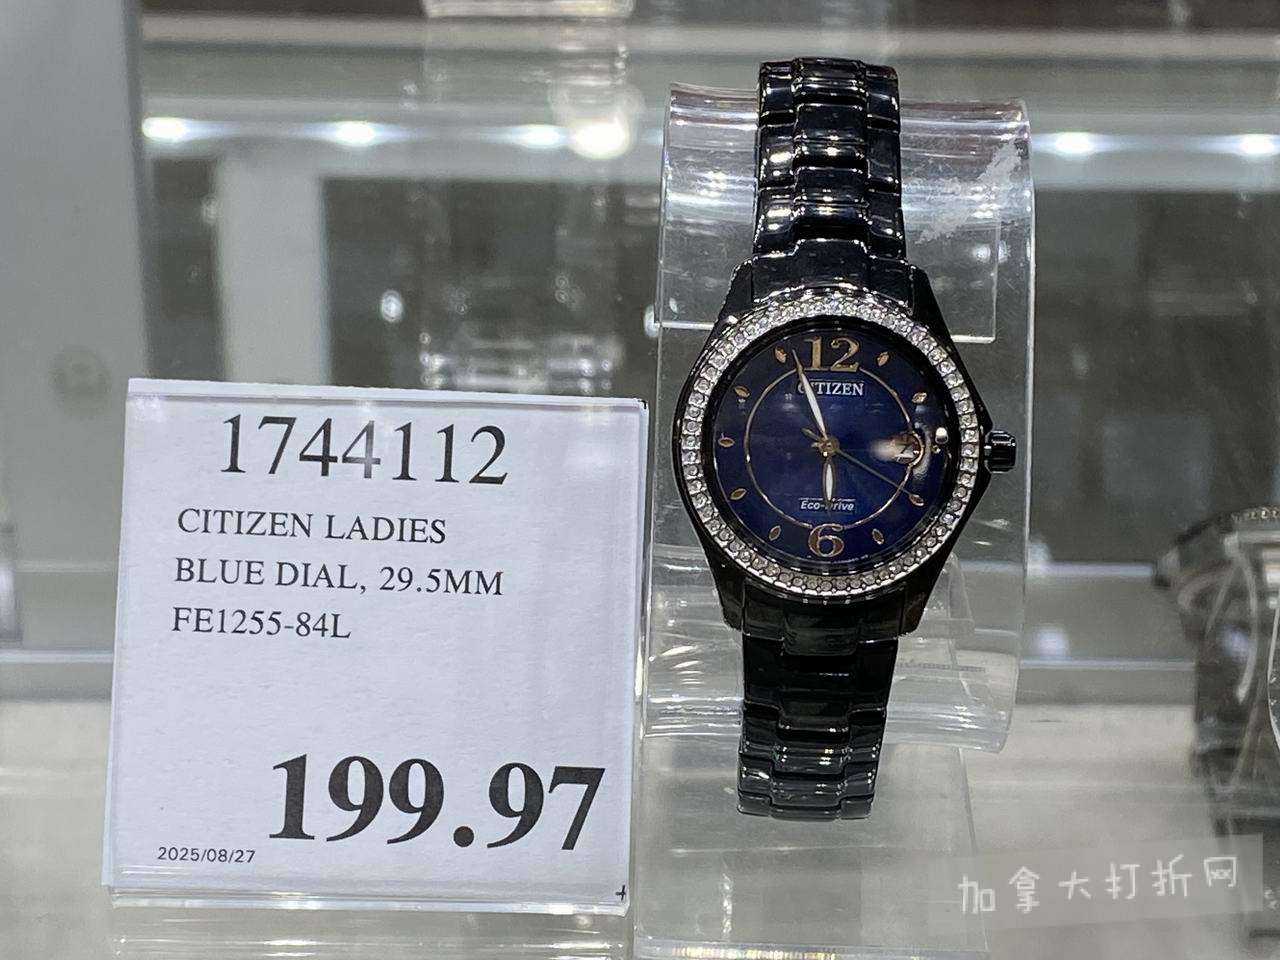 1744112
CITIZEN LADIES
BLUE DIAL, 29.5MM
FE1255-84L
199.97
2025/08/27
12
CITIZEN
Eco-Drive
6
加拿大打折网